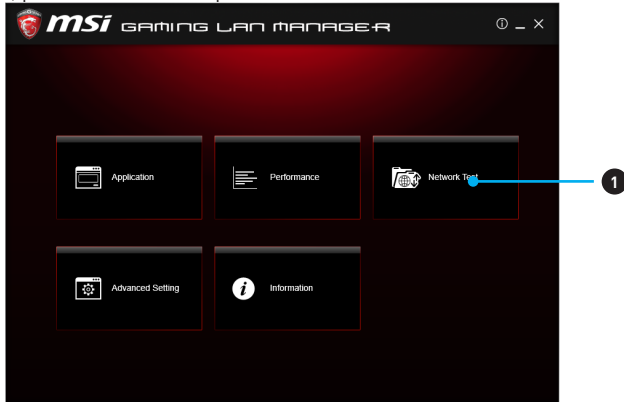 msi GAMING LAN MANAGER
Application
Performance
Network Test
1
Advanced Setting
Information